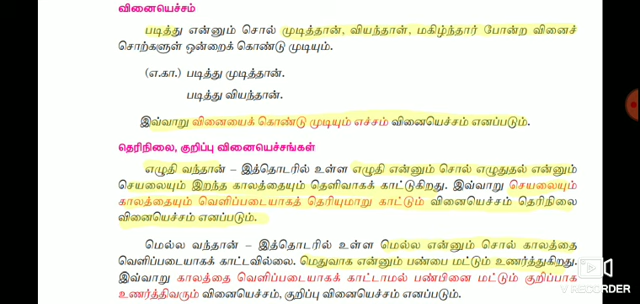 வினையெச்சம்
படித்து என்னும் சொல் முடித்தான், வியந்தாள், மகிழ்ந்தார் போன்ற வினைச்
சொற்களுள் ஒன்றைக் கொண்டு முடியும்.
(எ.கா.) படித்து முடித்தான்.
படித்து வியந்தான்.
இவ்வாறு வினையைக் கொண்டு முடியும் எச்சம் வினையெச்சம் எனப்படும்.
தெரிநிலை, குறிப்பு வினையெச்சங்கள்
எழுதி வந்தான் – இத்தொடரில் உள்ள எழுதி என்னும் சொல் எழுதுதல் என்னும்
செயலையும் இறந்த காலத்தையும் தெளிவாகக் காட்டுகிறது. இவ்வாறு செயலையும்
காலத்தையும் வெளிப்படையாகத் தெரியுமாறு காட்டும் வினையெச்சம் தெரிநிலை
வினையெச்சம் எனப்படும்.
மெல்ல வந்தான் – இத்தொடரில் உள்ள மெல்ல என்னும் சொல் காலத்தை
வெளிப்படையாகக் காட்டவில்லை. மெதுவாக என்னும் பண்பை மட்டும் உணர்த்துகிறது.
இவ்வாறு காலத்தை வெளிப்படையாகக் காட்டாமல் பண்பினை மட்டும் குறிப்பாக
உணர்த்திவரும் வினையெச்சம், குறிப்பு வினையெச்சம் எனப்படும்.
V RECORDER